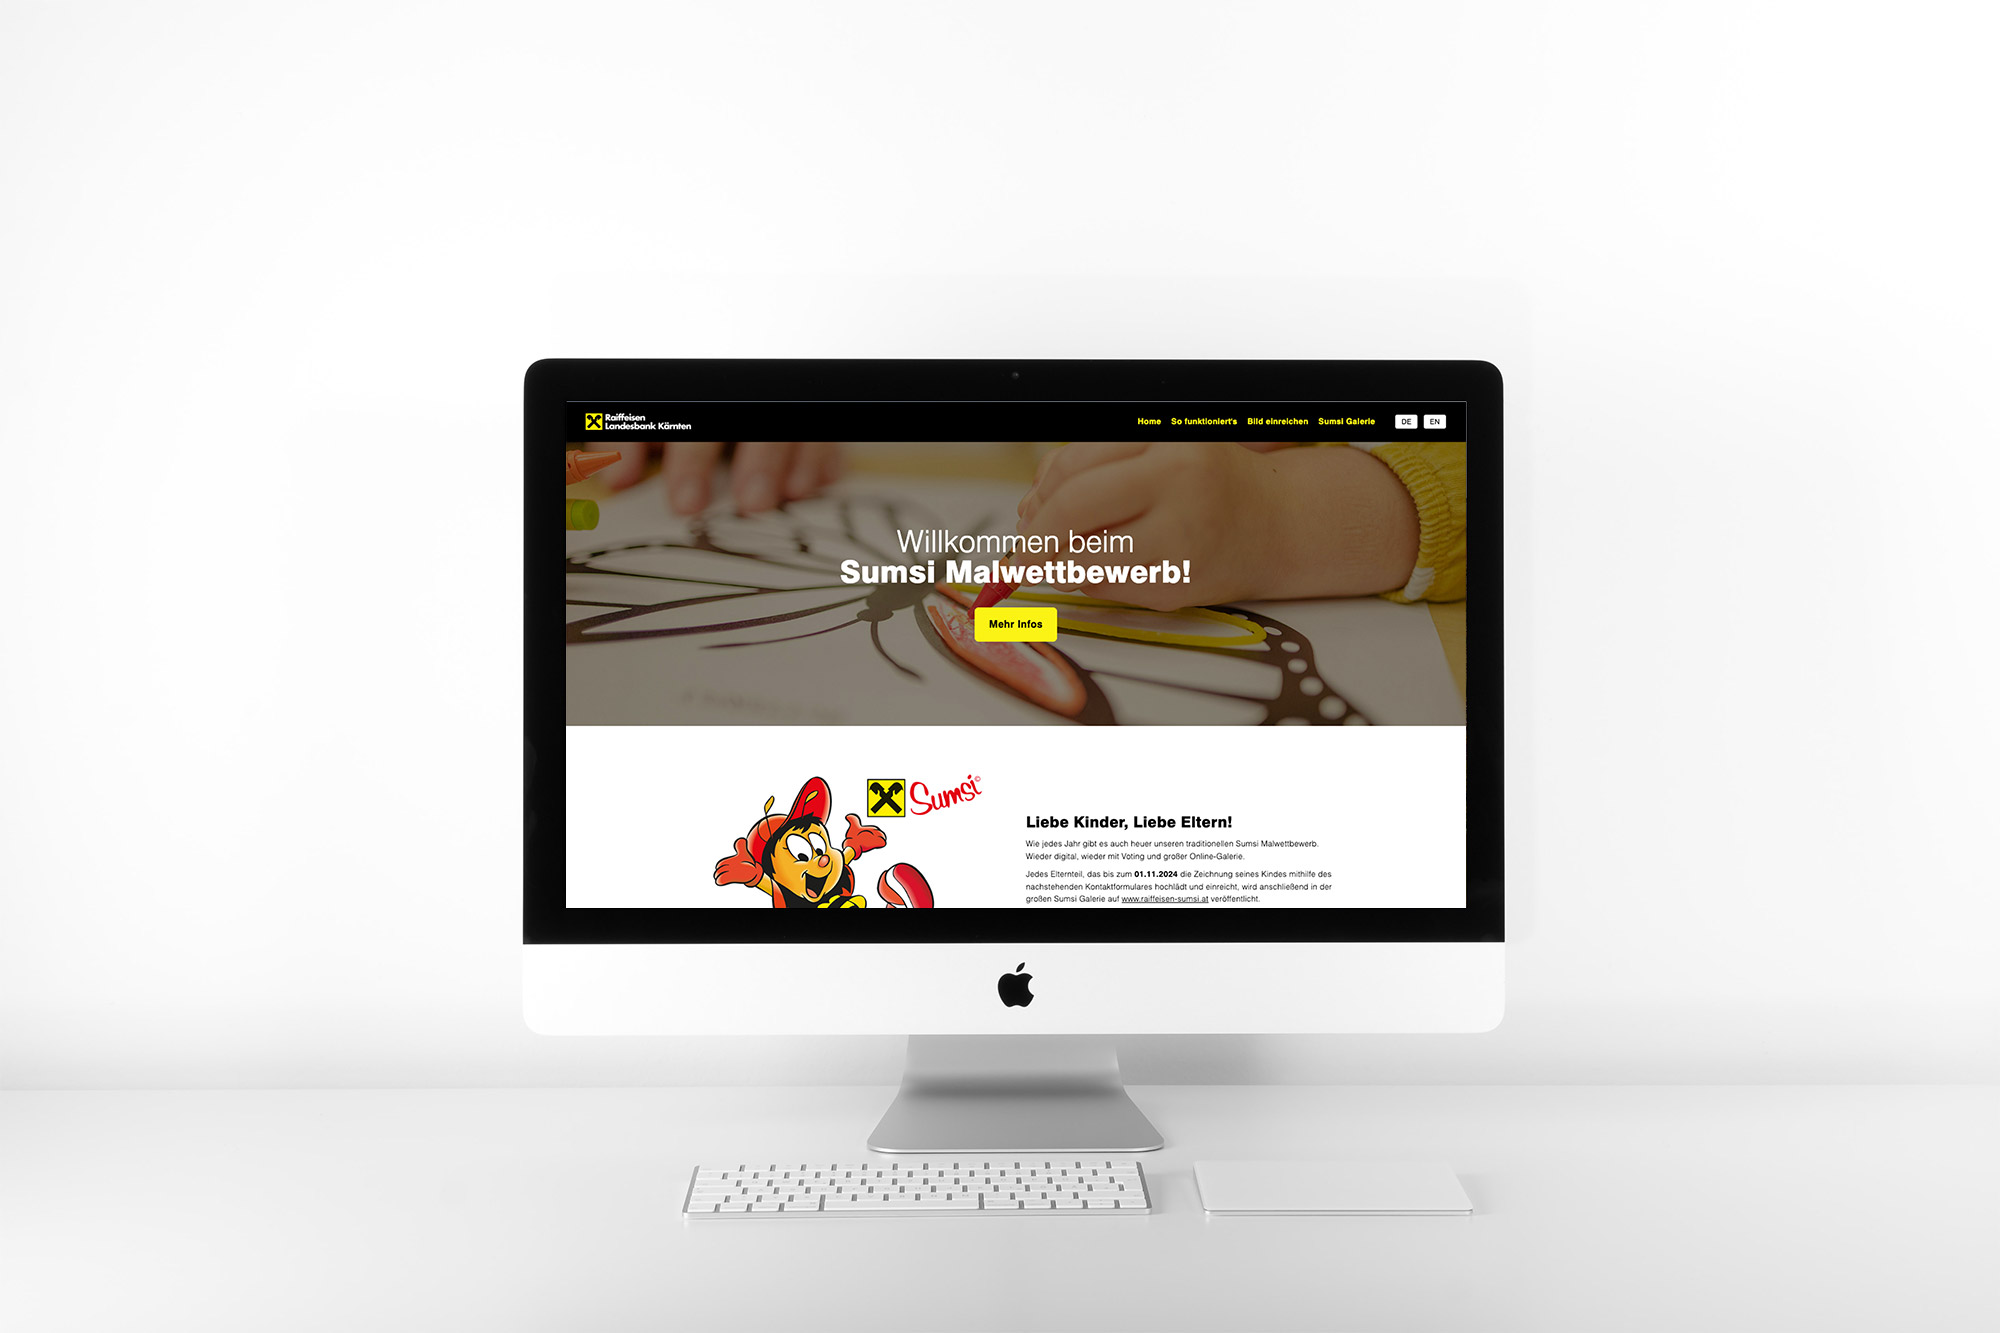 Raiffeisen
Landesbank Kärnten
Home So funktioniert's Bild einreichen Sumsi Galerie DE EN
Willkommen beim
Sumsi Malwettbewerb!
Mehr Infos
Sumsi©
Liebe Kinder, Liebe Eltern!
Wie jedes Jahr gibt es auch heuer unseren traditionellen Sumsi Malwettbewerb.
Wieder digital, wieder mit Voting und großer Online-Galerie.
Jedes Elternteil, das bis zum 01.11.2024 die Zeichnung seines Kindes mithilfe des
nachstehenden Kontaktformulares hochlädt und einreicht, wird anschließend in der
großen Sumsi Galerie auf www.raiffeisen-sumsi.at veröffentlicht.